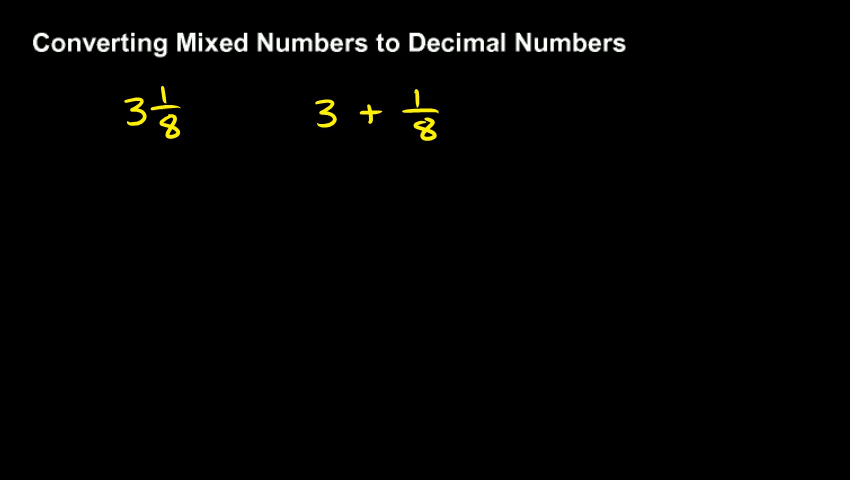 Converting Mixed Numbers to Decimal Numbers
3 1/8 3 + 1/8